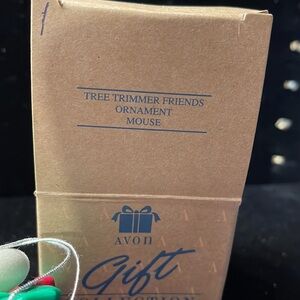 TREE TRIMMER FRIENDS
ORNAMENT
MOUSE
AVON
Gift